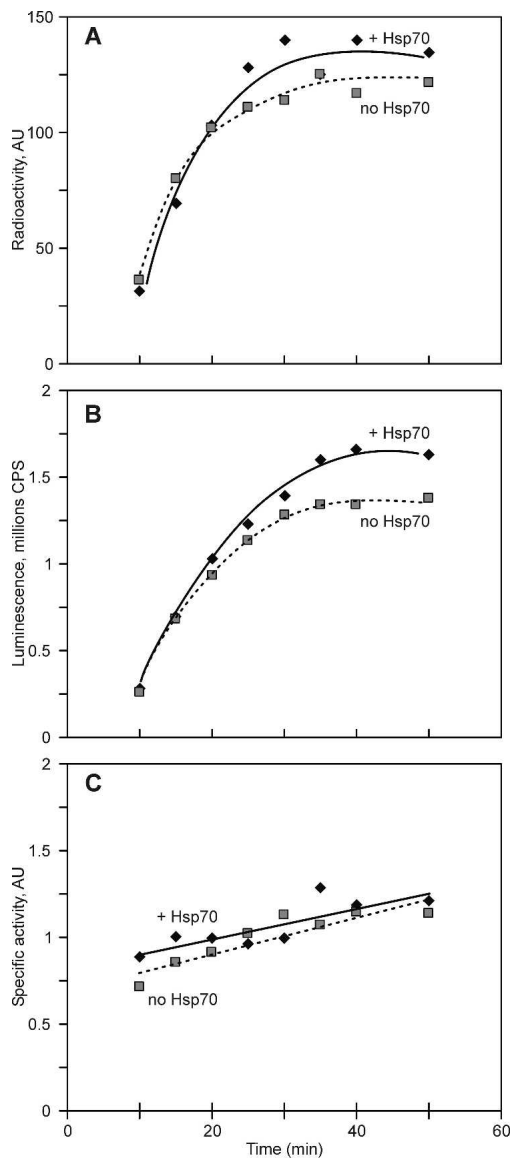 A
150
+ Hsp70
no Hsp70
100
Radioactivity, AU
50
0
2
B
+ Hsp70
1.5
no Hsp70
Luminescence, millions CPS
1
0.5
0
2
C
1.5
Specific activity, AU
+ Hsp70
1
no Hsp70
0.5
0
0 20 40 60
Time (min)